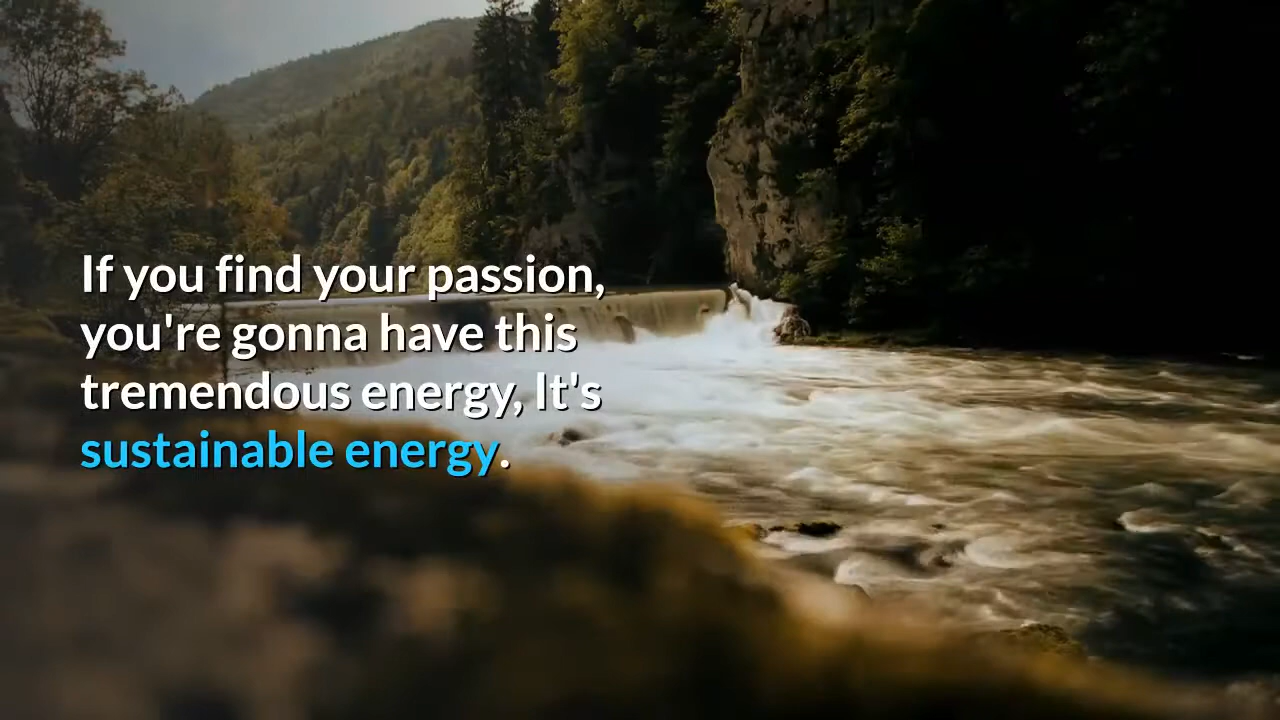 If you find your passion,
you're gonna have this
tremendous energy, It's
sustainable energy.